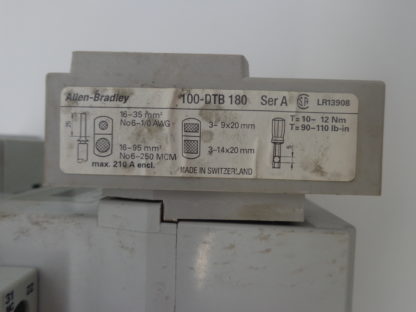 Allen-Bradley 100-DTB 180 Ser A LR13908
16-35 mm²
No6-1/0 AWG
3- 9x20 mm
T=10- 12 Nm
T=90-110 lb-in
16-95 mm²
No6-250 MCM
3-14x20 mm
max. 210 A encl.
MADE IN SWITZERLAND